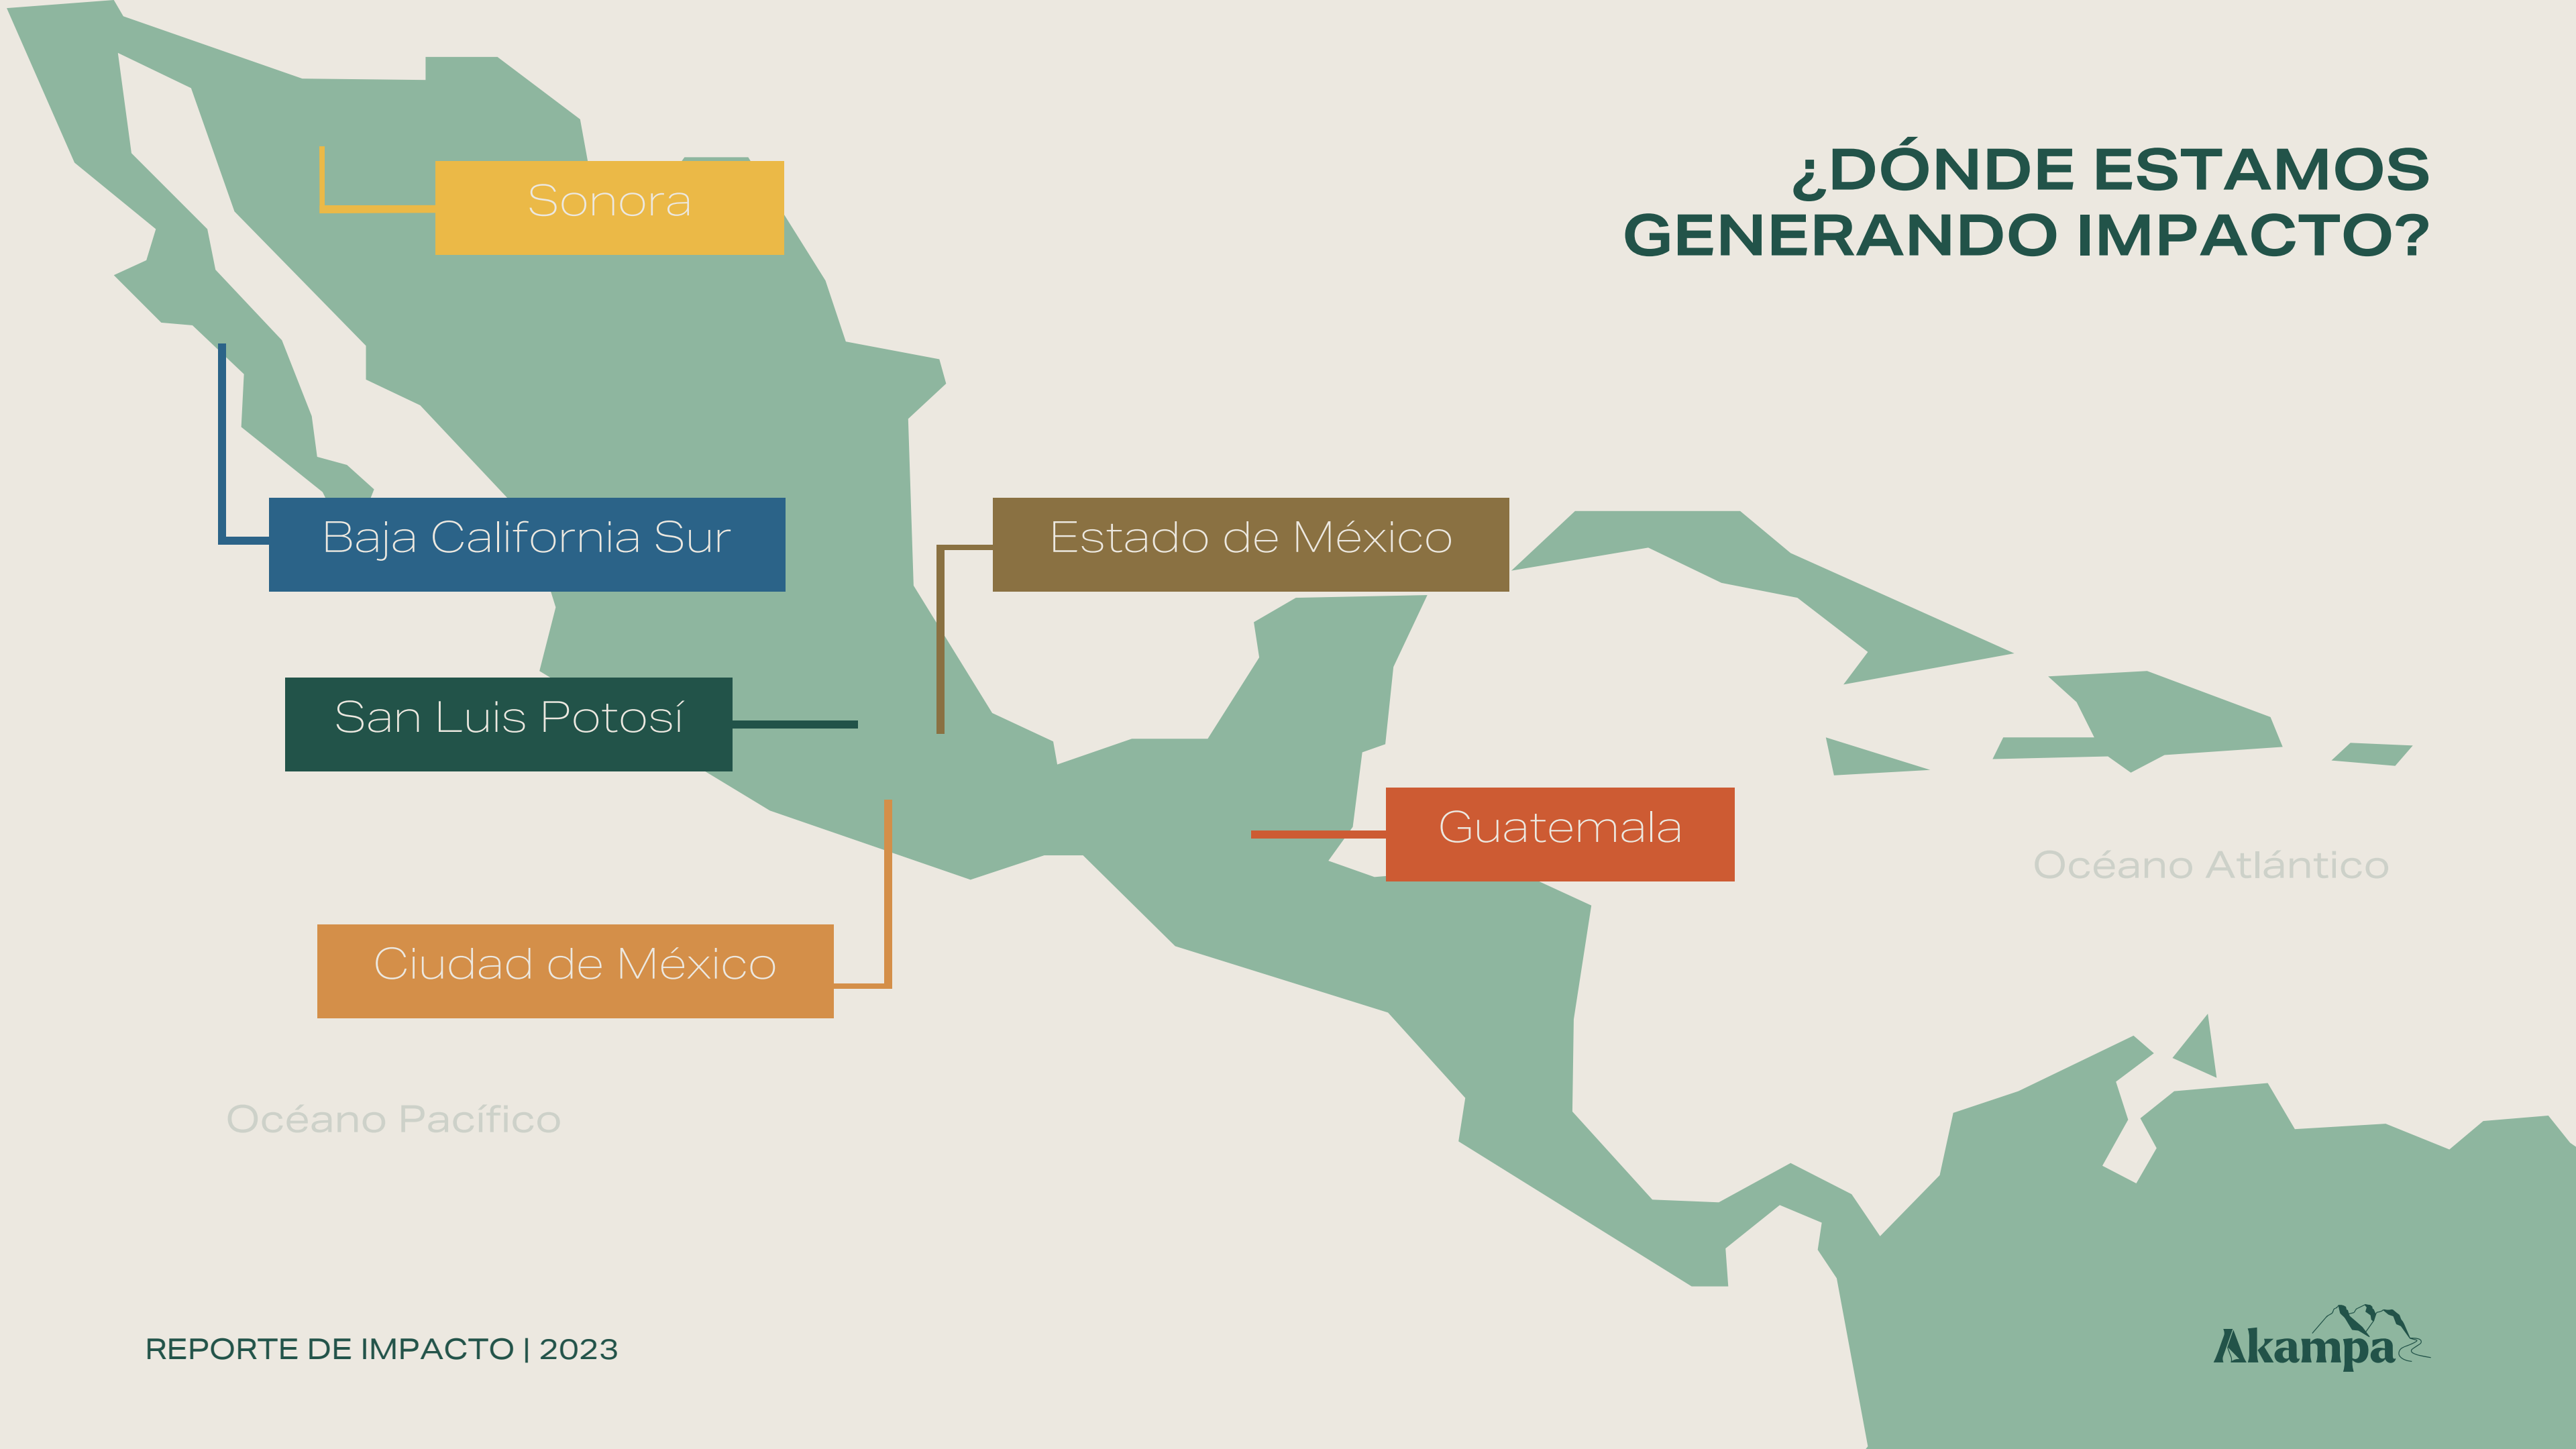 ¿DÓNDE ESTAMOS
GENERANDO IMPACTO?
Sonora
Baja California Sur
Estado de México
San Luis Potosí
Guatemala
Océano Atlántico
Ciudad de México
Océano Pacífico
REPORTE DE IMPACTO | 2023
Akampa